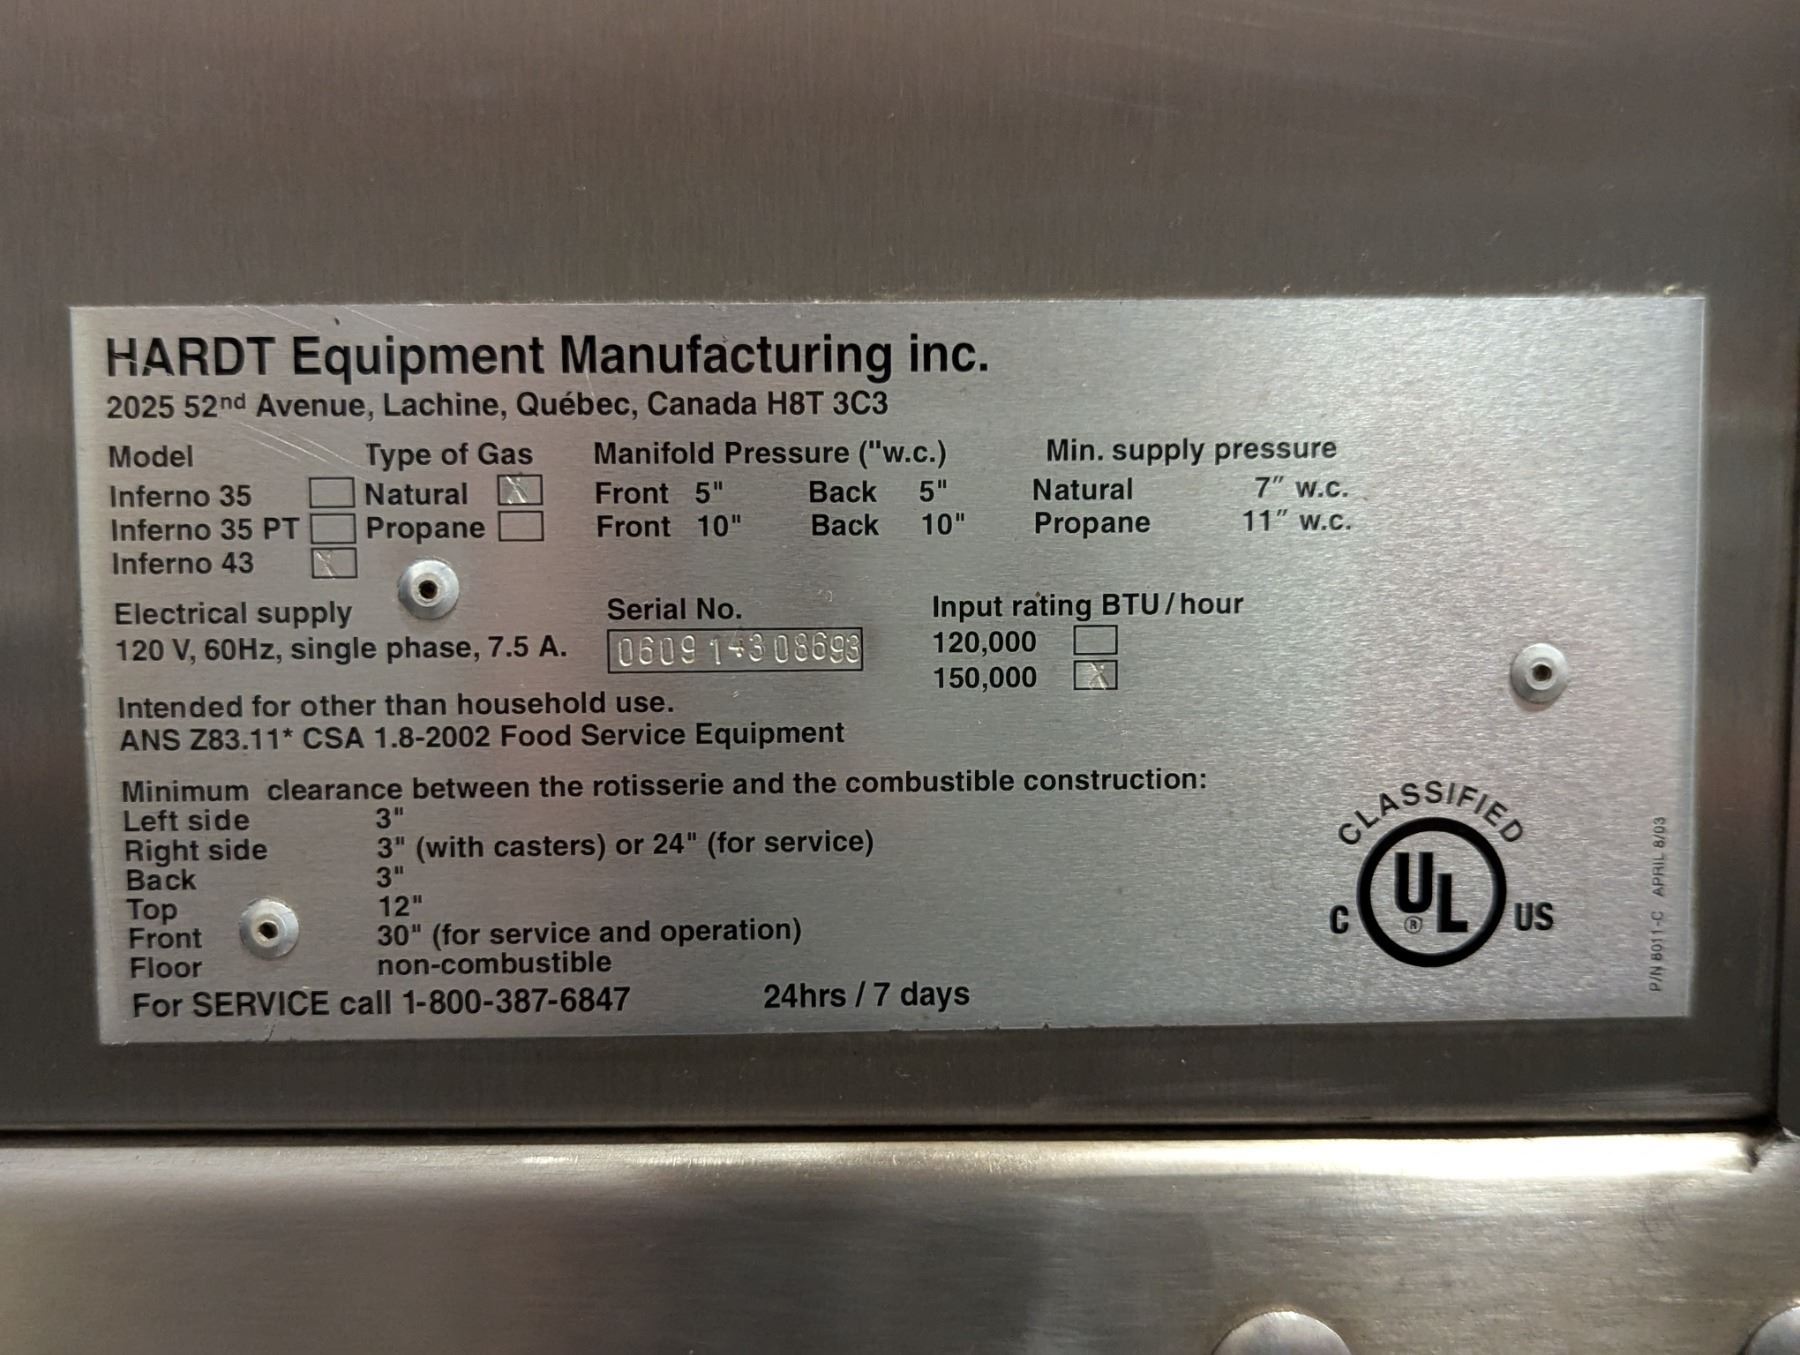 HARDT Equipment Manufacturing inc.
2025 52nd Avenue, Lachine, Québec, Canada H8T 3C3
Model Type of Gas Manifold Pressure ("w.c.) Min. supply pressure
Inferno 35 Natural X Front 5" Back 5" Natural 7" w.c.
Inferno 35 PT Propane Front 10" Back 10" Propane 11" w.c.
Inferno 43 X
Electrical supply Serial No. Input rating BTU/hour
120 V, 60Hz, single phase, 7.5 A. 0609 14308693 120,000
150,000 X
Intended for other than household use.
ANS Z83.11* CSA 1.8-2002 Food Service Equipment
Minimum clearance between the rotisserie and the combustible construction:
Left side 3"
Right side 3" (with casters) or 24" (for service)
Back 3"
Top 12"
Front 30" (for service and operation)
Floor non-combustible
For SERVICE call 1-800-387-6847 24hrs / 7 days
CLASSIFIED
C UL ® US
P/N 8011-C APRIL 8/03